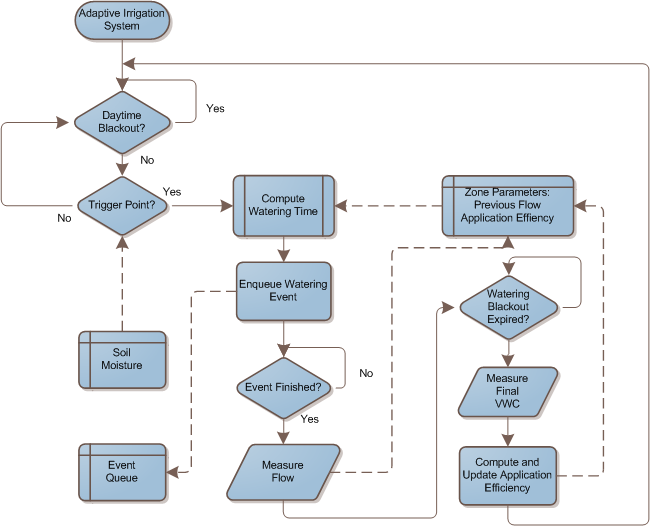 Adaptive Irrigation
System
Yes
Daytime
Blackout?
No
Trigger Point?
Yes
No
Compute
Watering Time
Zone Parameters:
Previous Flow
Application Effiency
Enqueue Watering
Event
Watering
Blackout
Expired?
Soil
Moisture
Event Finished?
No
Yes
Measure
Final
VWC
Event
Queue
Measure
Flow
Compute and
Update Application
Efficiency